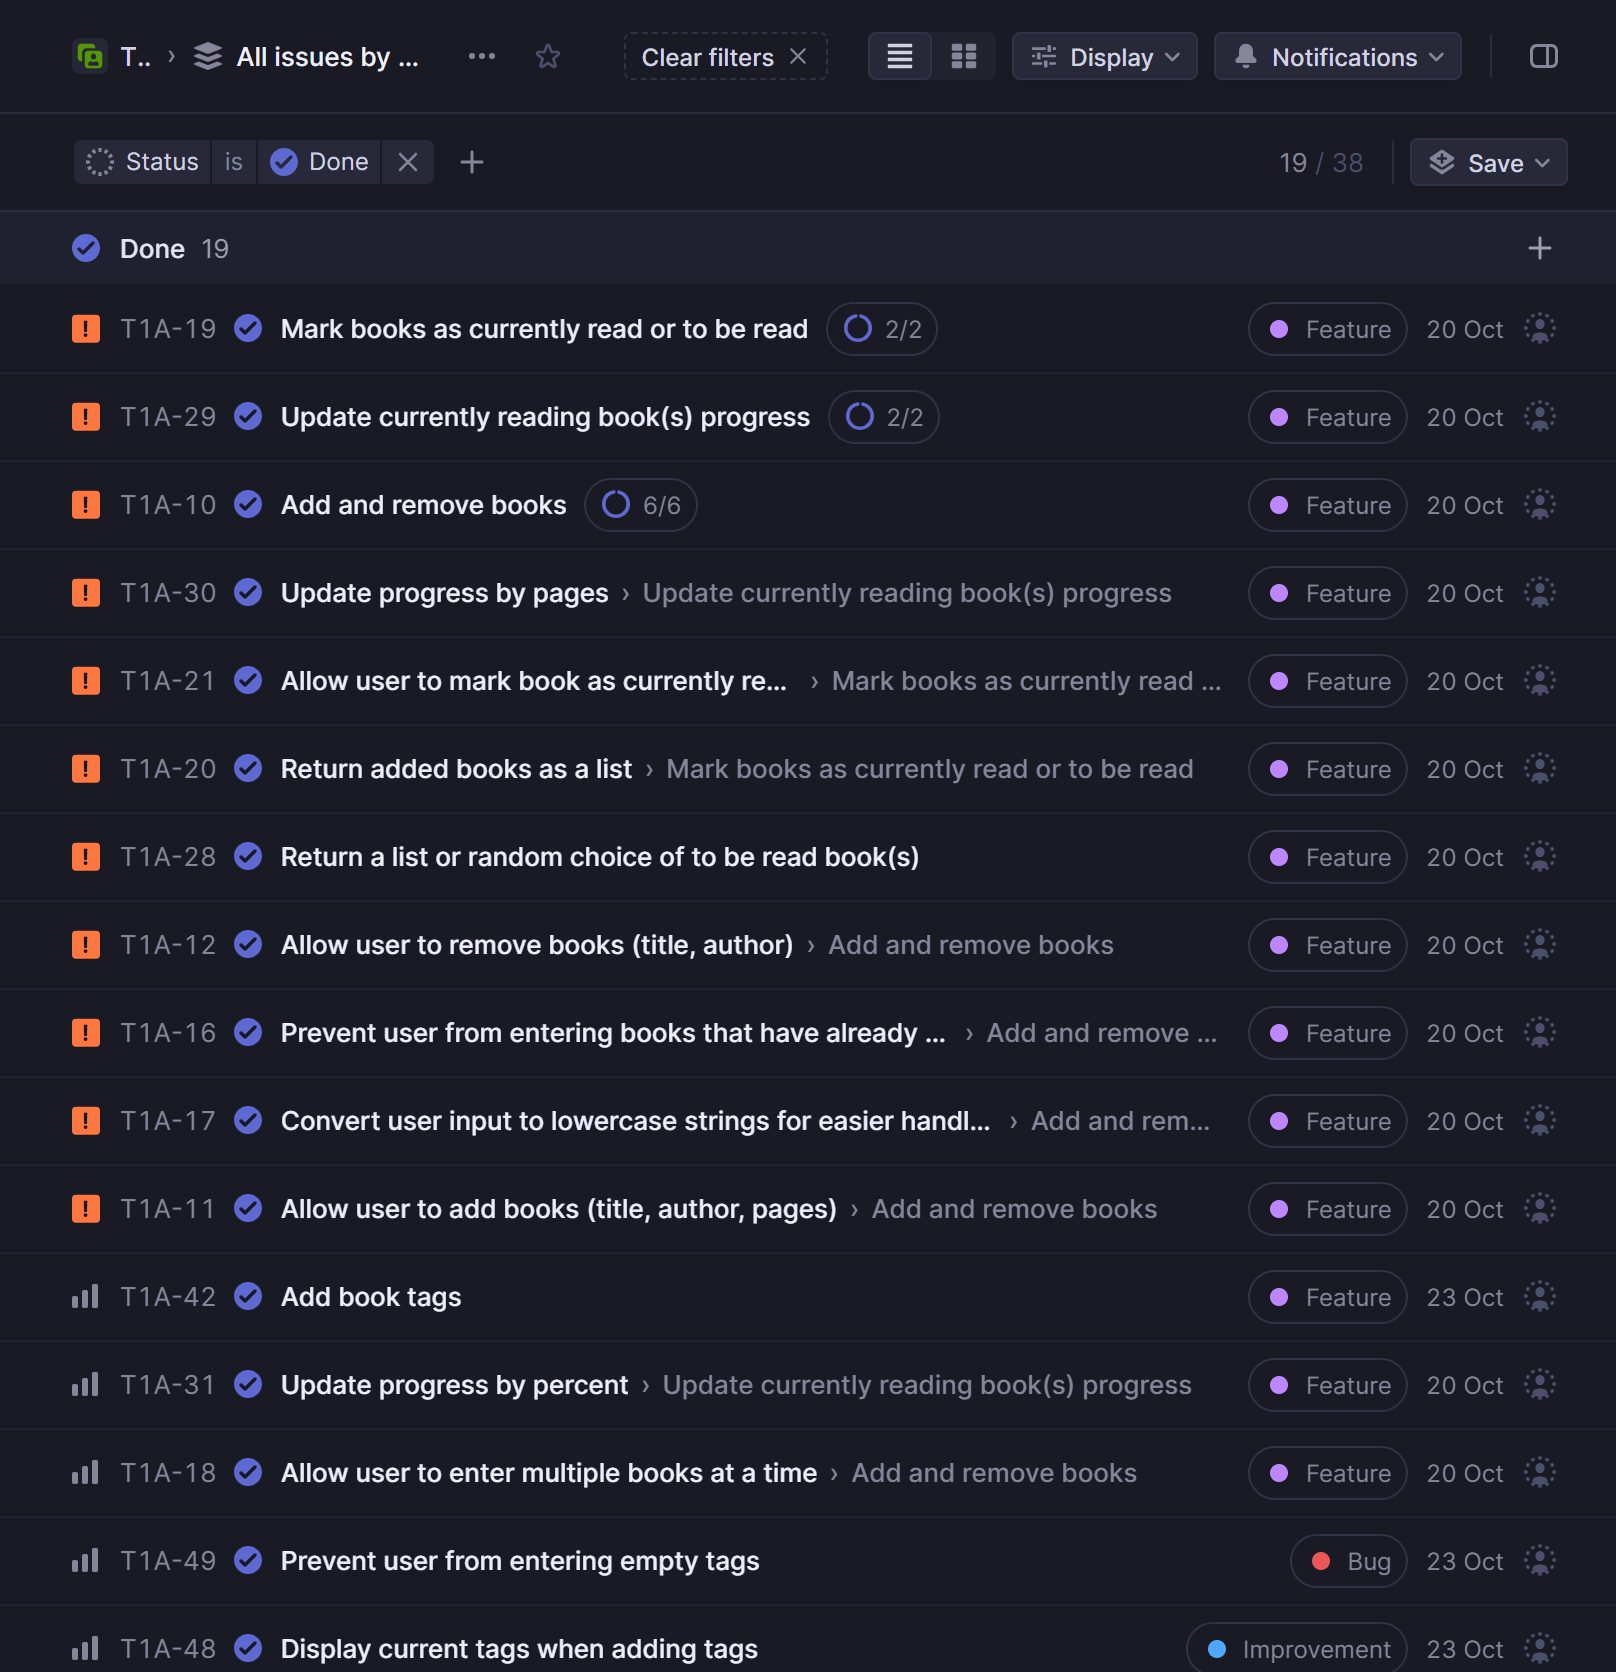 T.. › All issues by ... Clear filters Display Notifications
Status is Done 19 / 38 Save
Done 19
T1A-19 Mark books as currently read or to be read 2/2 Feature 20 Oct
T1A-29 Update currently reading book(s) progress 2/2 Feature 20 Oct
T1A-10 Add and remove books 6/6 Feature 20 Oct
T1A-30 Update progress by pages › Update currently reading book(s) progress Feature 20 Oct
T1A-21 Allow user to mark book as currently re... › Mark books as currently read ... Feature 20 Oct
T1A-20 Return added books as a list › Mark books as currently read or to be read Feature 20 Oct
T1A-28 Return a list or random choice of to be read book(s) Feature 20 Oct
T1A-12 Allow user to remove books (title, author) › Add and remove books Feature 20 Oct
T1A-16 Prevent user from entering books that have already ... › Add and remove ... Feature 20 Oct
T1A-17 Convert user input to lowercase strings for easier handl... › Add and rem... Feature 20 Oct
T1A-11 Allow user to add books (title, author, pages) › Add and remove books Feature 20 Oct
T1A-42 Add book tags Feature 23 Oct
T1A-31 Update progress by percent › Update currently reading book(s) progress Feature 20 Oct
T1A-18 Allow user to enter multiple books at a time › Add and remove books Feature 20 Oct
T1A-49 Prevent user from entering empty tags Bug 23 Oct
T1A-48 Display current tags when adding tags Improvement 23 Oct